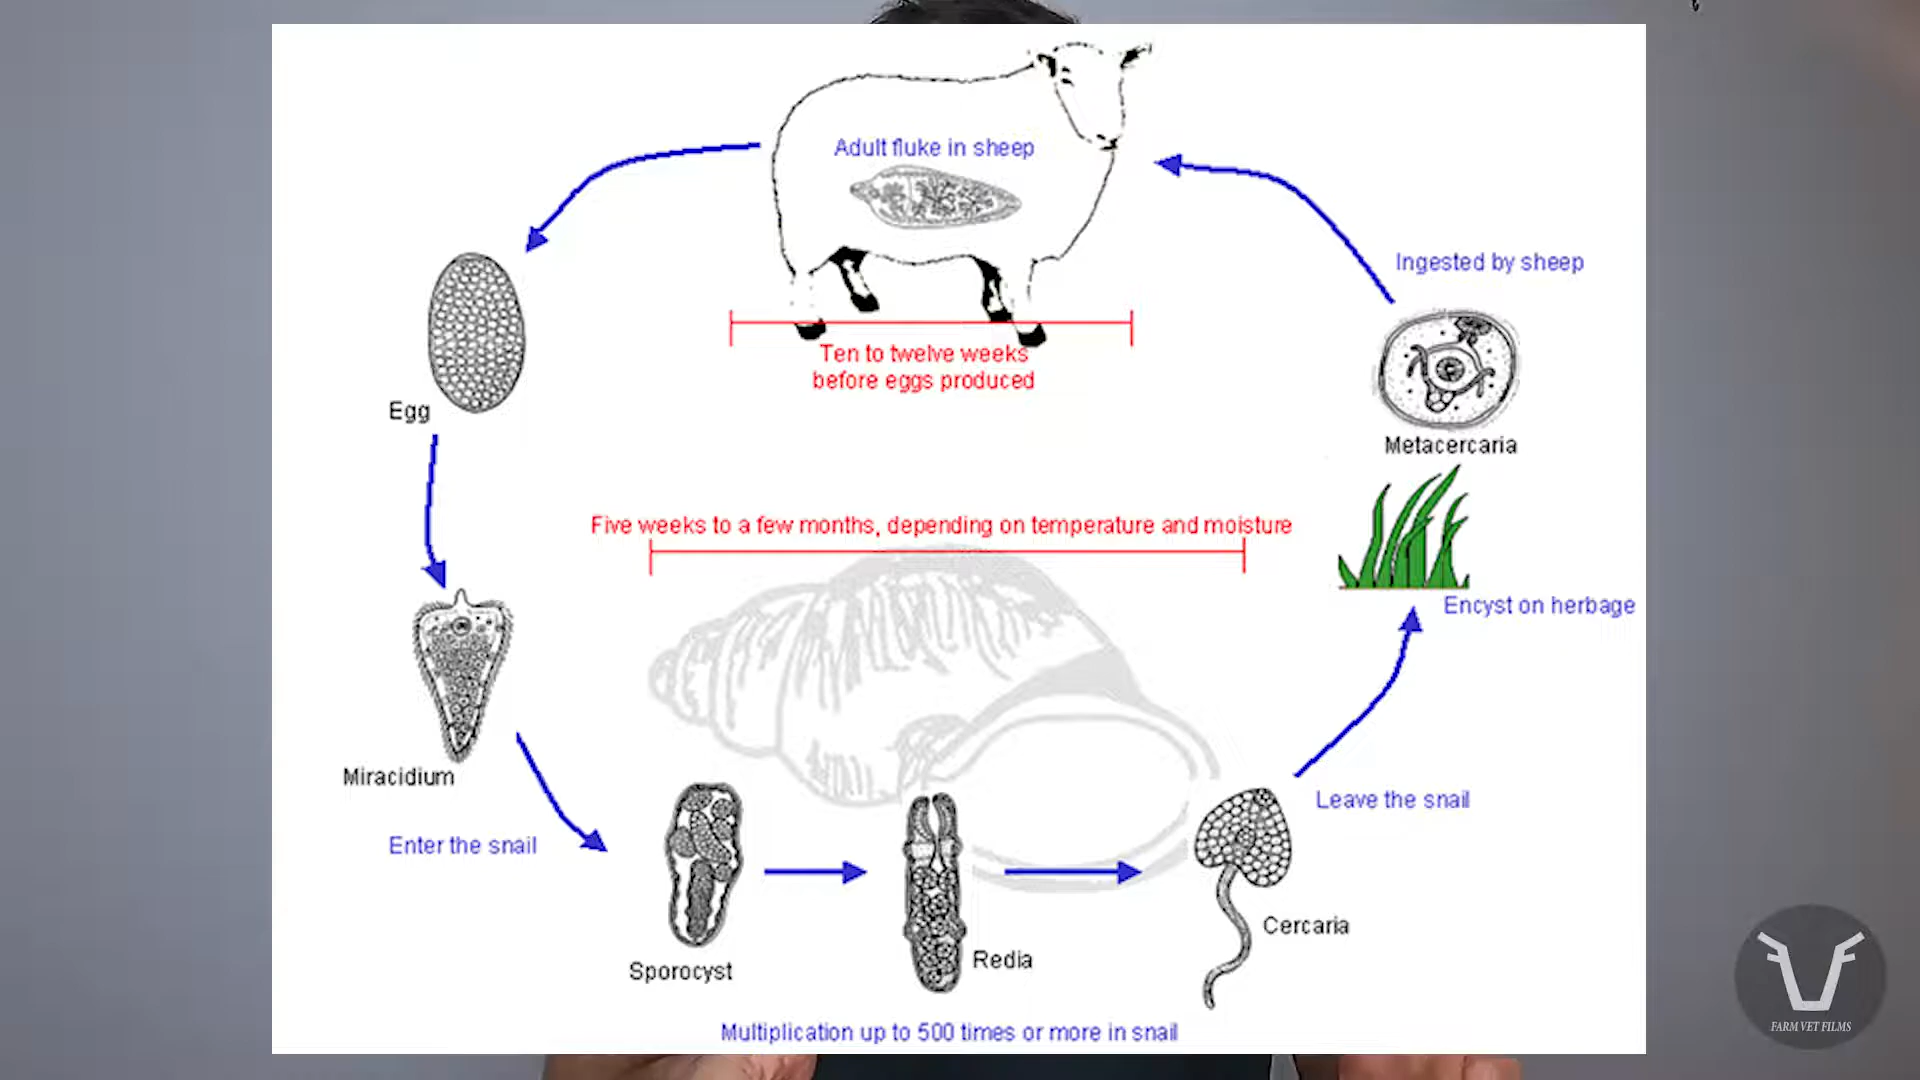 Adult fluke in sheep
Ten to twelve weeks
before eggs produced
Ingested by sheep
Metacercaria
Egg
Five weeks to a few months, depending on temperature and moisture
Encyst on herbage
Miracidium
Enter the snail
Leave the snail
Cercaria
Redia
Sporocyst
Multiplication up to 500 times or more in snail
FARM VET FILMS